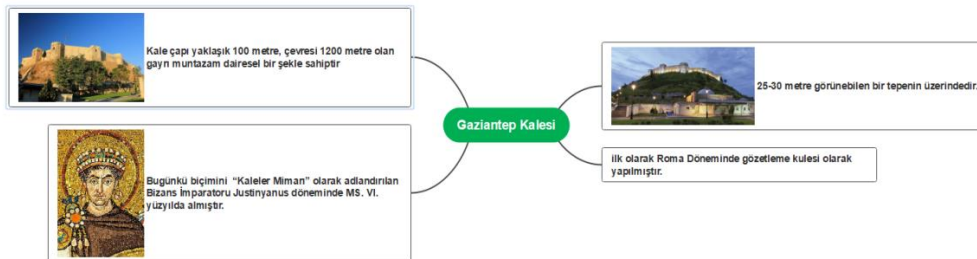 Kale çapı yaklaşık 100 metre, çevresi 1200 metre olan
gayrı muntazam dairesel bir şekle sahiptir
Bugünkü biçimini “Kaleler Mimarı” olarak adlandırılan
Bizans İmparatoru Justinyanus döneminde MS. VI.
yüzyılda almıştır.
Gaziantep Kalesi
25-30 metre görünebilen bir tepenin üzerindedir.
ilk olarak Roma Döneminde gözetleme kulesi olarak
yapılmıştır.